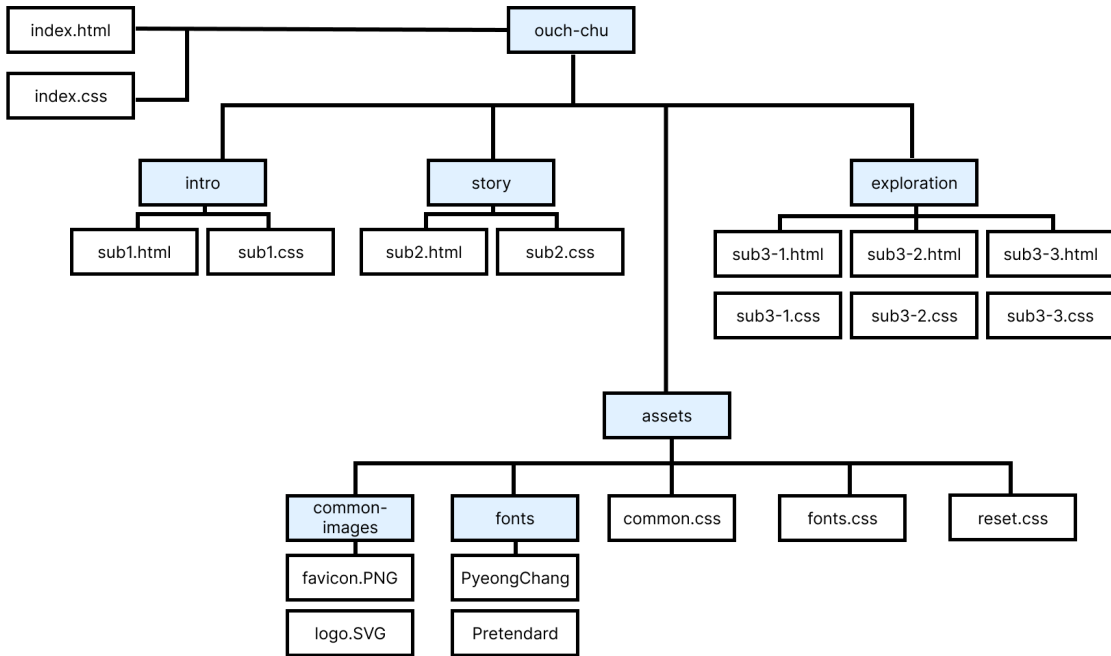 index.html
ouch-chu
index.css
intro
story
exploration
sub1.html
sub1.css
sub2.html
sub2.css
sub3-1.html
sub3-2.html
sub3-3.html
sub3-1.css
sub3-2.css
sub3-3.css
assets
common-
images
fonts
common.css
fonts.css
reset.css
favicon.PNG
PyeongChang
logo.SVG
Pretendard